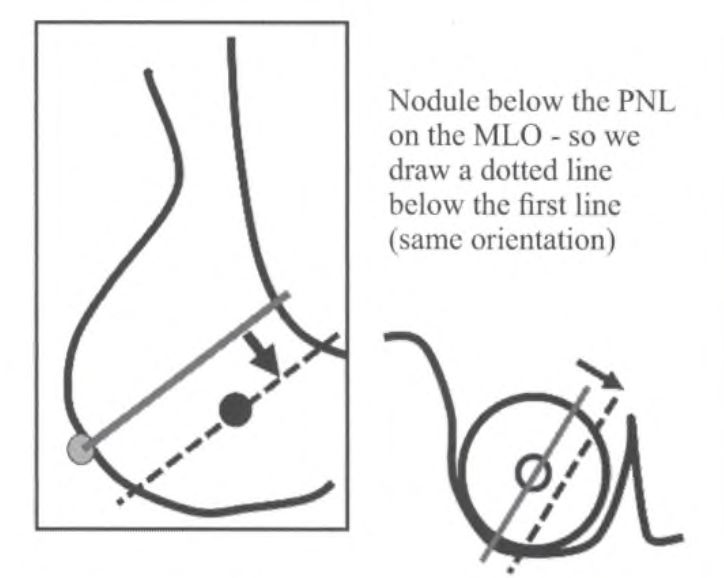 Nodule below the PNL
on the MLO - so we
draw a dotted line
below the first line
(same orientation)